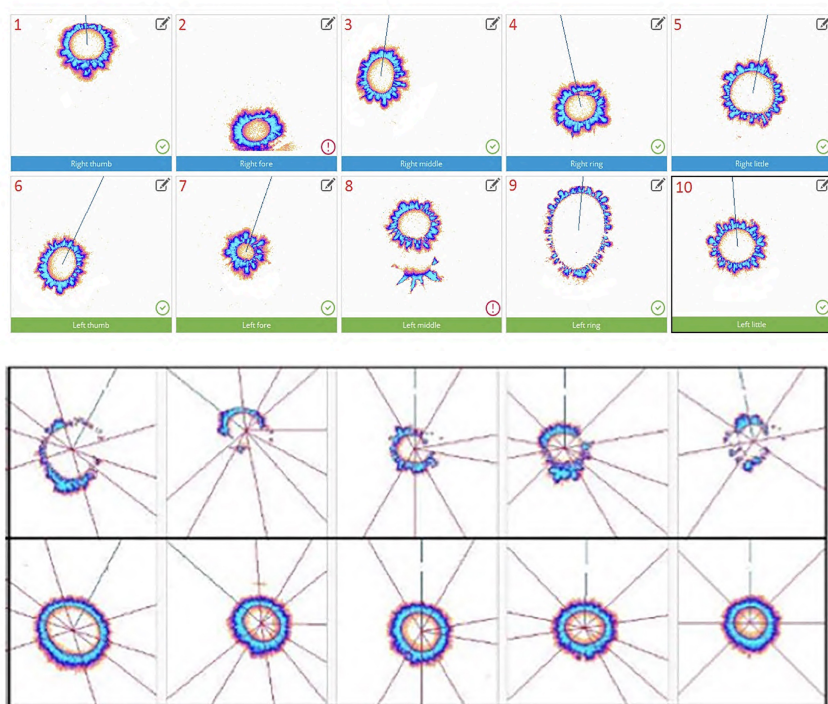 1
2
3
4
5
Right thumb
Right fore
Right middle
Right ring
Right little
6
7
8
9
10
Left thumb
Left fore
Left middle
Left ring
Left little